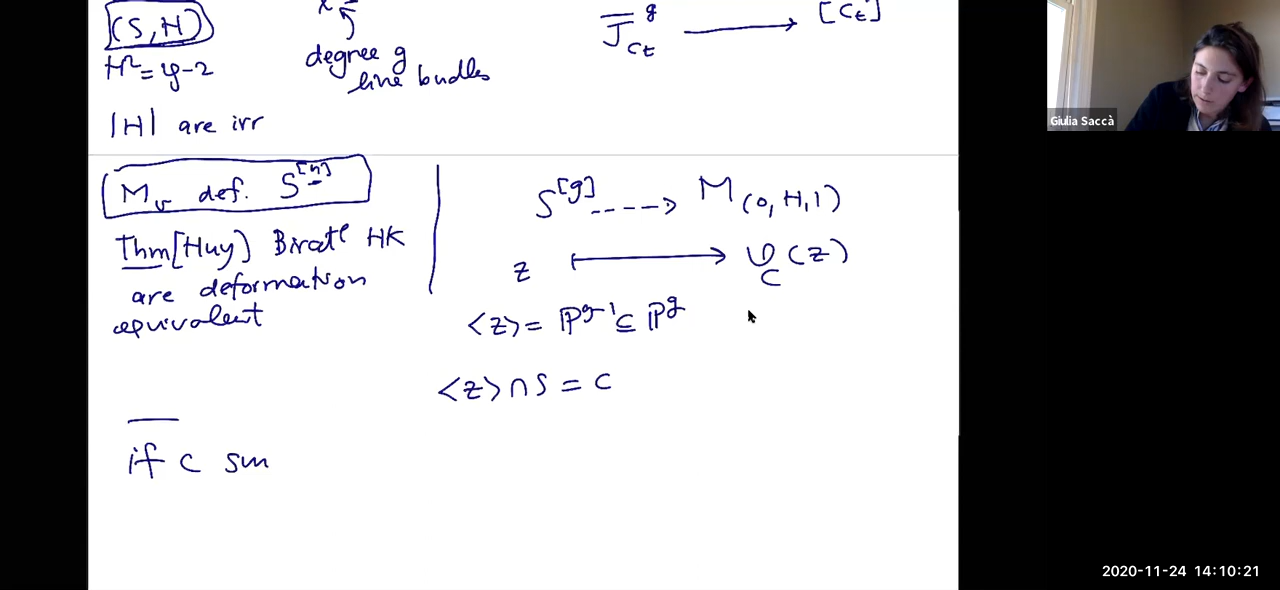 (S, H)
H² = g-2
degree g
line bundles
|H| are irr
J̅^g_{C_t} ⟶ [C_t]
M_v def. S^{[n]}
Thm [Huy] Birat^{le} HK
are deformation
equivalent
S^{[g]} ----> M_{(0,H,1)}
z ⟼ O_C(z)
<z> = P^{g-1} ⊆ P^g
<z> ∩ S = C
if C sm
Giulia Saccà
2020-11-24 14:10:21